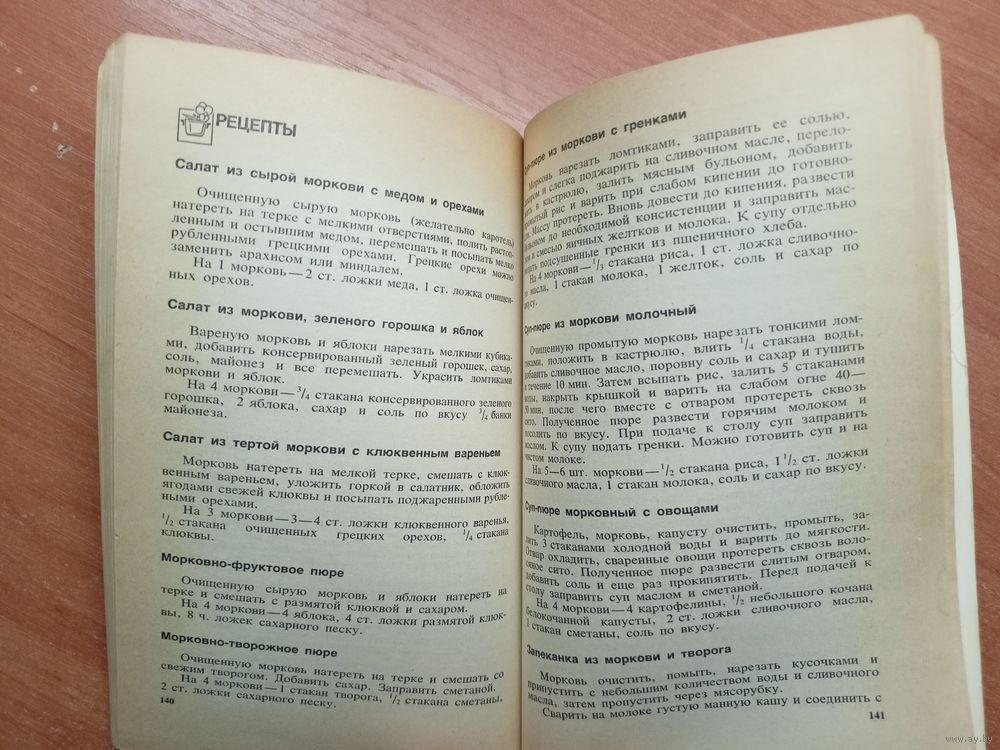 РЕЦЕПТЫ
Салат из сырой моркови с медом и орехами
Очищенную сырую морковь (желательно каротель)
натереть на терке с мелкими отверстиями, полить растоп-
ленным и остывшим медом, перемешать и посыпать мелко
рубленными грецкими орехами. Грецкие орехи можно
заменить арахисом или миндалем.
На 1 морковь — 2 ст. ложки меда, 1 ст. ложка очищен-
ных орехов.
Салат из моркови, зеленого горошка и яблок
Вареную морковь и яблоки нарезать мелкими кубика-
ми, добавить консервированный зеленый горошек, сахар,
соль, майонез и все перемешать. Украсить ломтиками
моркови и яблок.
На 4 моркови — 3/4 стакана консервированного зеленого
горошка, 2 яблока, сахар и соль по вкусу 3/4 банки
майонеза.
Салат из тертой моркови с клюквенным вареньем
Морковь натереть на мелкой терке, смешать с клюк-
венным вареньем, уложить горкой в салатник, обложить
ягодами свежей клюквы и посыпать поджаренными рубле-
ными орехами.
На 3 моркови — 3—4 ст. ложки клюквенного варенья,
1/2 стакана очищенных грецких орехов, 1/4 стакана
клюквы.
Морковно-фруктовое пюре
Очищенную сырую морковь и яблоки натереть на
терке и смешать с размятой клюквой и сахаром.
На 4 моркови — 4 яблока, 4 ст. ложки размятой клюк-
вы, 8 ч. ложек сахарного песку.
Морковно-творожное пюре
Очищенную морковь натереть на терке и смешать со
свежим творогом. Добавить сахар. Заправить сметаной.
На 4 моркови — 1 стакан творога, 1/2 стакана сметаны,
2 ст. ложки сахарного песку.
140
Суп-пюре из моркови с гренками
Морковь нарезать ломтиками, заправить ее солью,
и слегка поджарить на сливочном масле, перело-
в кастрюлю, залить мясным бульоном, добавить
рис и варить при слабом кипении до готовно-
Массу протереть. Вновь довести до кипения, развести
до необходимой консистенции и заправить мас-
и смесью яичных желтков и молока. К супу отдельно
подсушенные гренки из пшеничного хлеба.
На 4 моркови — 1/3 стакана риса, 1 ст. ложка сливочно-
масла, 1 стакан молока, 1 желток, соль и сахар по
вкусу.
Суп-пюре из моркови молочный
Очищенную промытую морковь нарезать тонкими лом-
тиками, положить в кастрюлю, влить 1/4 стакана воды,
добавить сливочное масло, поровну соль и сахар и тушить
в течение 10 мин. Затем всыпать рис, залить 5 стаканами
воды, накрыть крышкой и варить на слабом огне 40—
50 мин, после чего вместе с отваром протереть сквозь
сито. Полученное пюре развести горячим молоком и
посолить по вкусу. При подаче к столу суп заправить
маслом. К супу подать гренки. Можно готовить суп и на
чистом молоке.
На 5—6 шт. моркови — 1/2 стакана риса, 1 1/2 ст. ложки
сливочного масла, 1 стакан молока, соль и сахар по вкусу.
Суп-пюре морковный с овощами
Картофель, морковь, капусту очистить, промыть, за-
лить 3 стаканами холодной воды и варить до мягкости.
Отвар охладить, сваренные овощи протереть сквозь воло-
сяное сито. Полученное пюре развести слитым отваром,
добавить соль и еще раз прокипятить. Перед подачей к
столу заправить суп маслом и сметаной.
На 4 моркови — 4 картофелины, 1/2 небольшого кочана
белокочанной капусты, 2 ст. ложки сливочного масла,
1 стакан сметаны, соль по вкусу.
Запеканка из моркови и творога
Морковь очистить, помыть, нарезать кусочками и
припустить с небольшим количеством воды и сливочного
масла, затем пропустить через мясорубку.
Сварить на молоке густую манную кашу и соединить с
141
www.ay.by